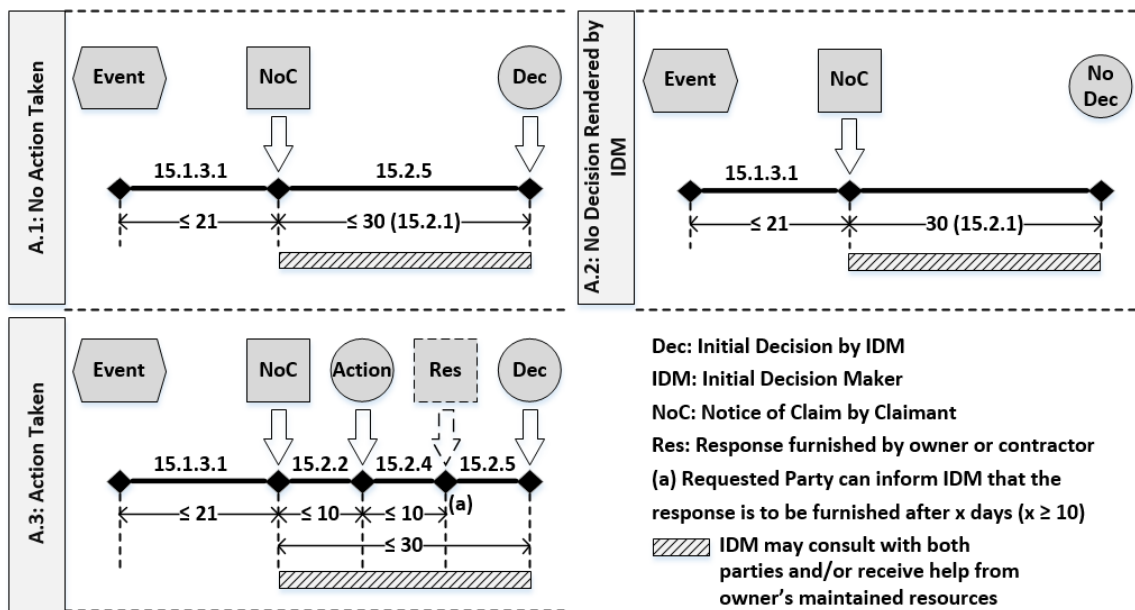 A.1: No Action Taken
Event
NoC
Dec
15.1.3.1
15.2.5
≤ 21
≤ 30 (15.2.1)
A.2: No Decision Rendered by
IDM
Event
NoC
No
Dec
15.1.3.1
≤ 21
30 (15.2.1)
A.3: Action Taken
Event
NoC
Action
Res
Dec
15.1.3.1
15.2.2
15.2.4
15.2.5
≤ 21
≤ 10
≤ 10
(a)
≤ 30
Dec: Initial Decision by IDM
IDM: Initial Decision Maker
NoC: Notice of Claim by Claimant
Res: Response furnished by owner or contractor
(a) Requested Party can inform IDM that the
response is to be furnished after x days (x ≥ 10)
IDM may consult with both
parties and/or receive help from
owner's maintained resources